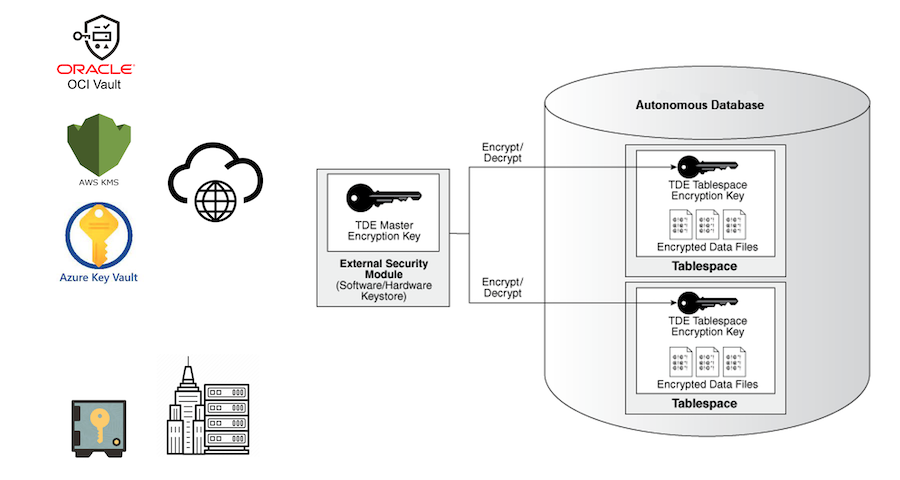 ORACLE
OCI Vault
AWS KMS
Azure Key Vault
TDE Master
Encryption Key
External Security
Module
(Software/Hardware
Keystore)
Encrypt/
Decrypt
Encrypt/
Decrypt
Autonomous Database
TDE Tablespace
Encryption Key
Encrypted Data Files
Tablespace
TDE Tablespace
Encryption Key
Encrypted Data Files
Tablespace